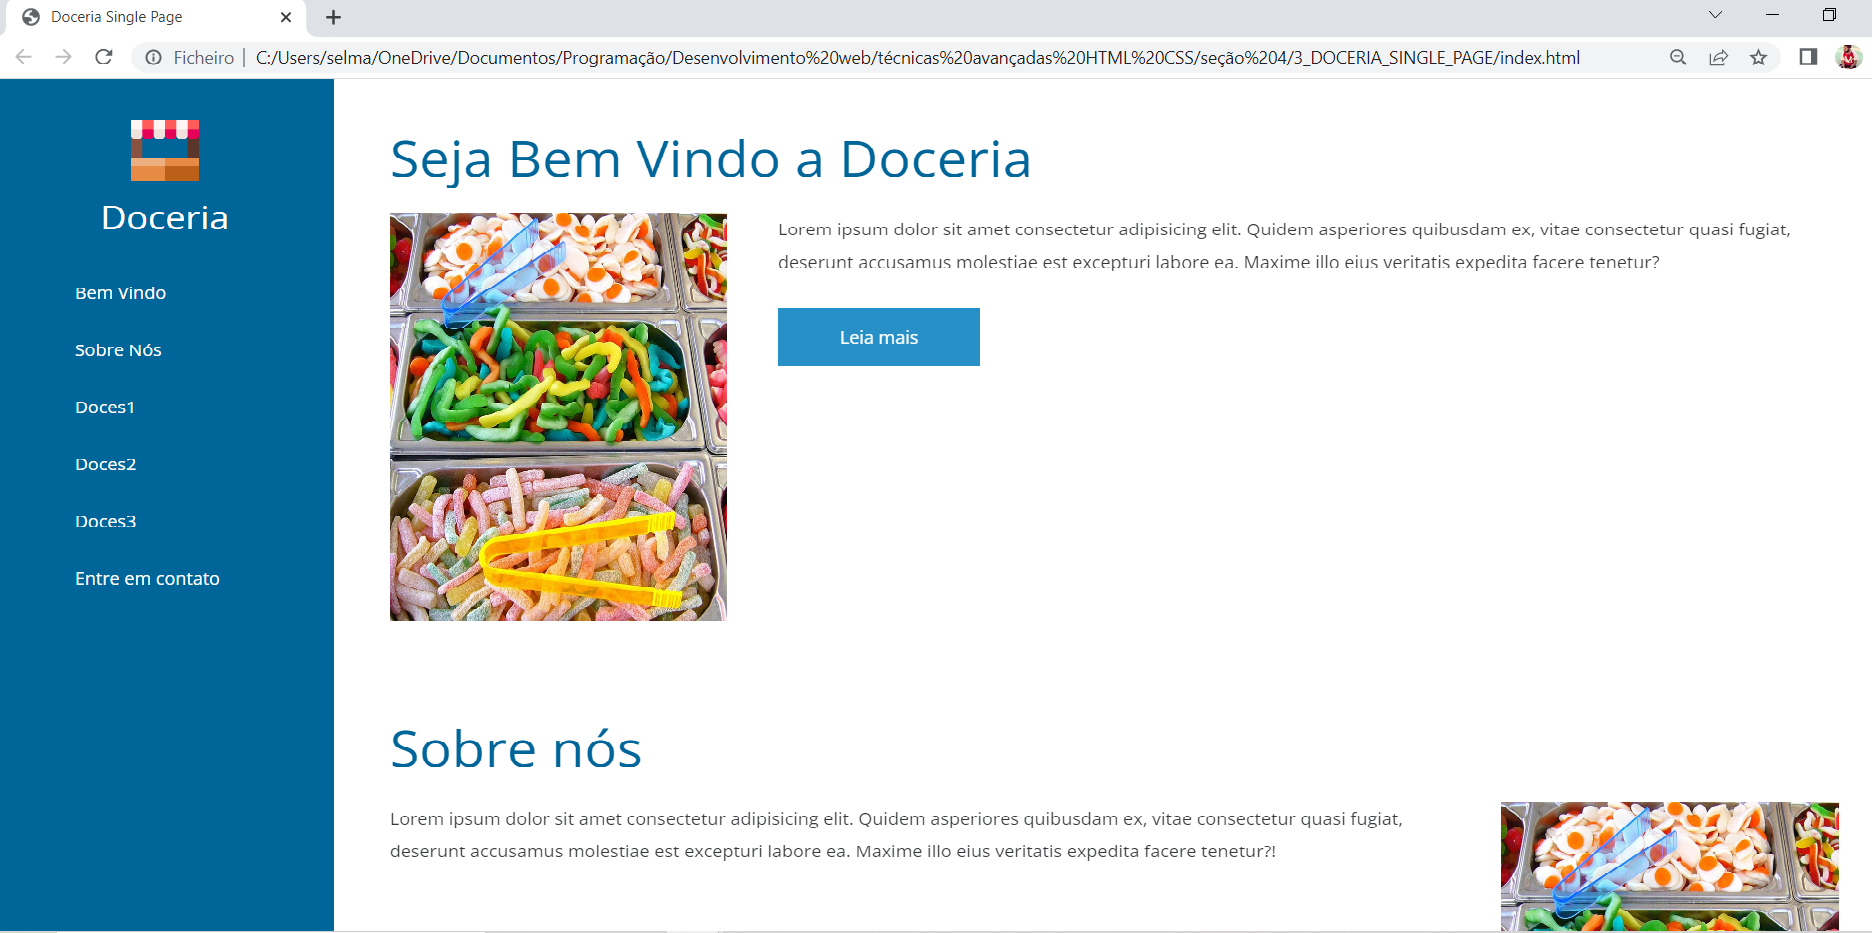 Doceria Single Page
Ficheiro | C:/Users/selma/OneDrive/Documentos/Programação/Desenvolvimento%20web/técnicas%20avançadas%20HTML%20CSS/seção%204/3_DOCERIA_SINGLE_PAGE/index.html
Doceria
Bem Vindo
Sobre Nós
Doces1
Doces2
Doces3
Entre em contato
Seja Bem Vindo a Doceria
Lorem ipsum dolor sit amet consectetur adipisicing elit. Quidem asperiores quibusdam ex, vitae consectetur quasi fugiat,
deserunt accusamus molestiae est excepturi labore ea. Maxime illo eius veritatis expedita facere tenetur?
Leia mais
Sobre nós
Lorem ipsum dolor sit amet consectetur adipisicing elit. Quidem asperiores quibusdam ex, vitae consectetur quasi fugiat,
deserunt accusamus molestiae est excepturi labore ea. Maxime illo eius veritatis expedita facere tenetur?!